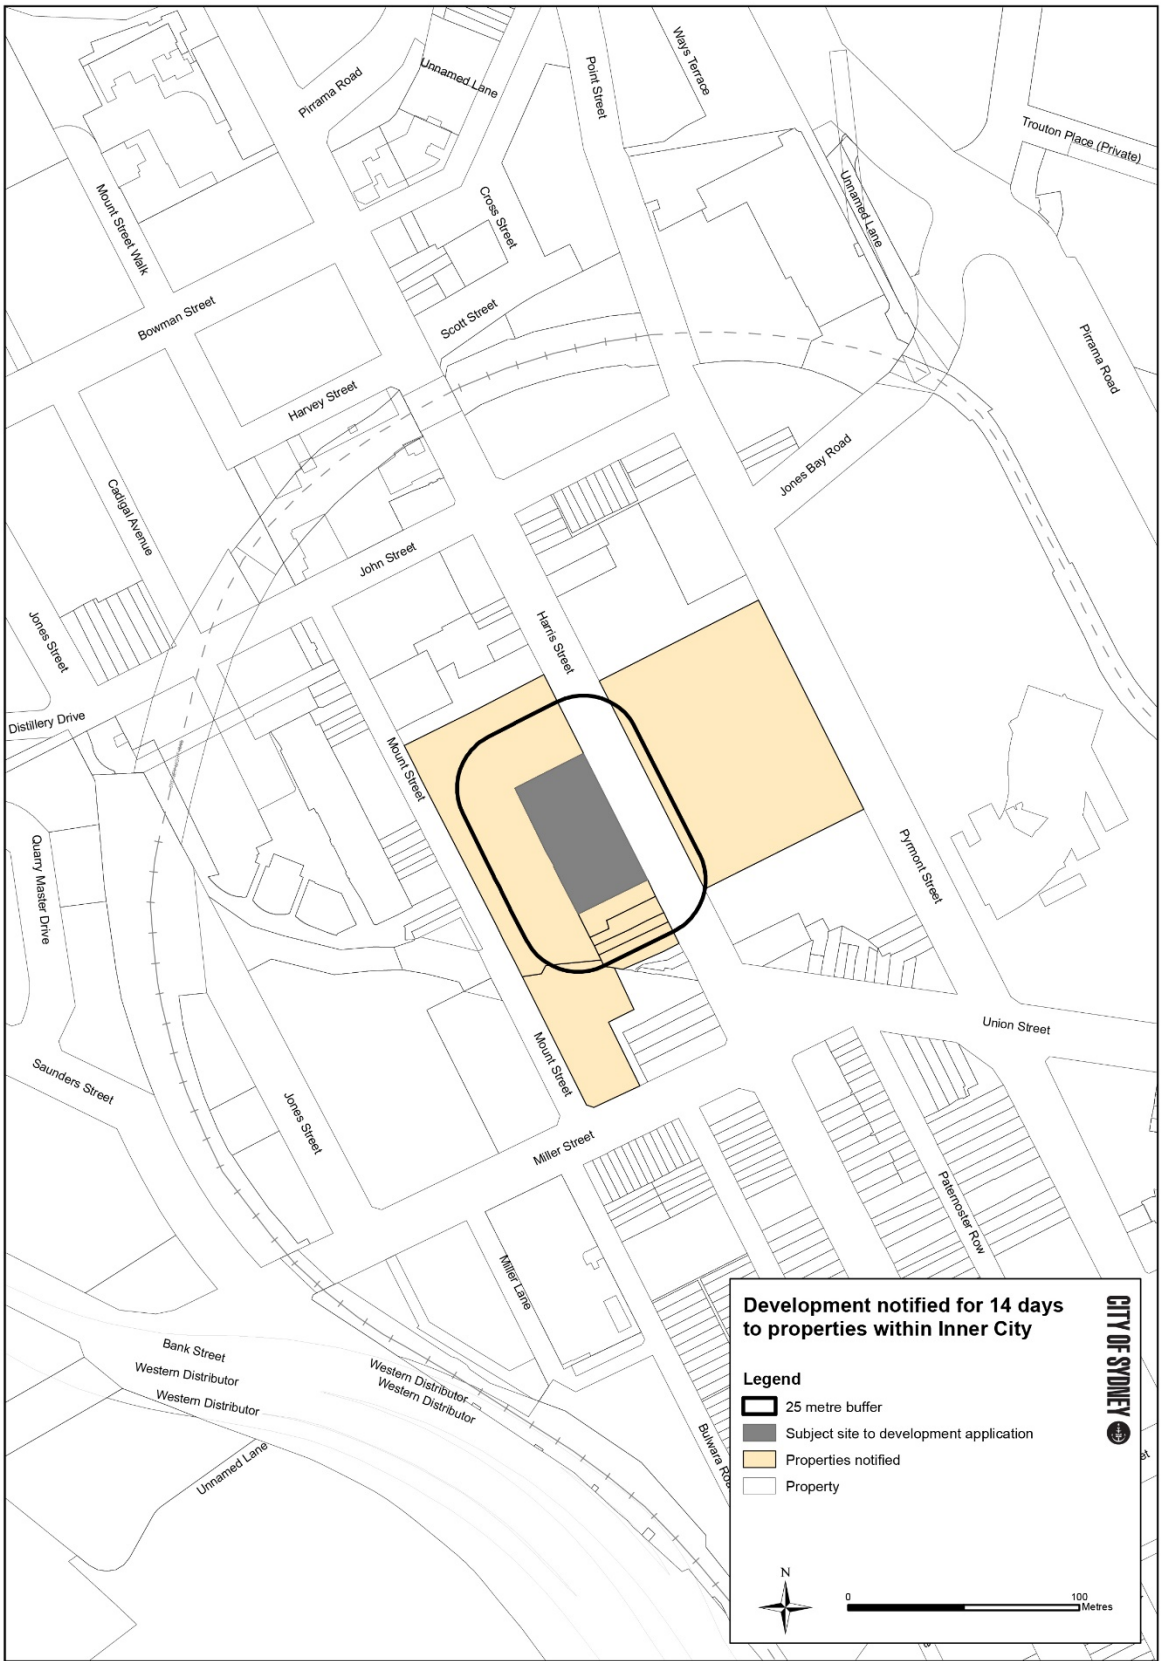 Ways Terrace
Point Street
Unnamed Lane
Pirrama Road
Trouton Place (Private)
Mount Street Walk
Cross Street
Unnamed Lane
Bowman Street
Scott Street
Pirrama Road
Harvey Street
Jones Bay Road
Cadigal Avenue
John Street
Jones Street
Harris Street
Distillery Drive
Mount Street
Quarry Master Drive
Pyrmont Street
Union Street
Mount Street
Saunders Street
Jones Street
Miller Street
Paternoster Row
Miller Lane
Bank Street
Western Distributor
Western Distributor
Western Distributor
Western Distributor
Unnamed Lane
Bulwara
Development notified for 14 days
to properties within Inner City
CITY OF SYDNEY
Legend
25 metre buffer
Subject site to development application
Properties notified
Property
N
0 100
Metres